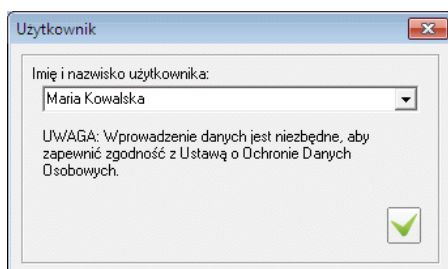 Użytkownik
Imię i nazwisko użytkownika:
Maria Kowalska
UWAGA: Wprowadzenie danych jest niezbędne, aby
zapewnić zgodność z Ustawą o Ochronie Danych
Osobowych.